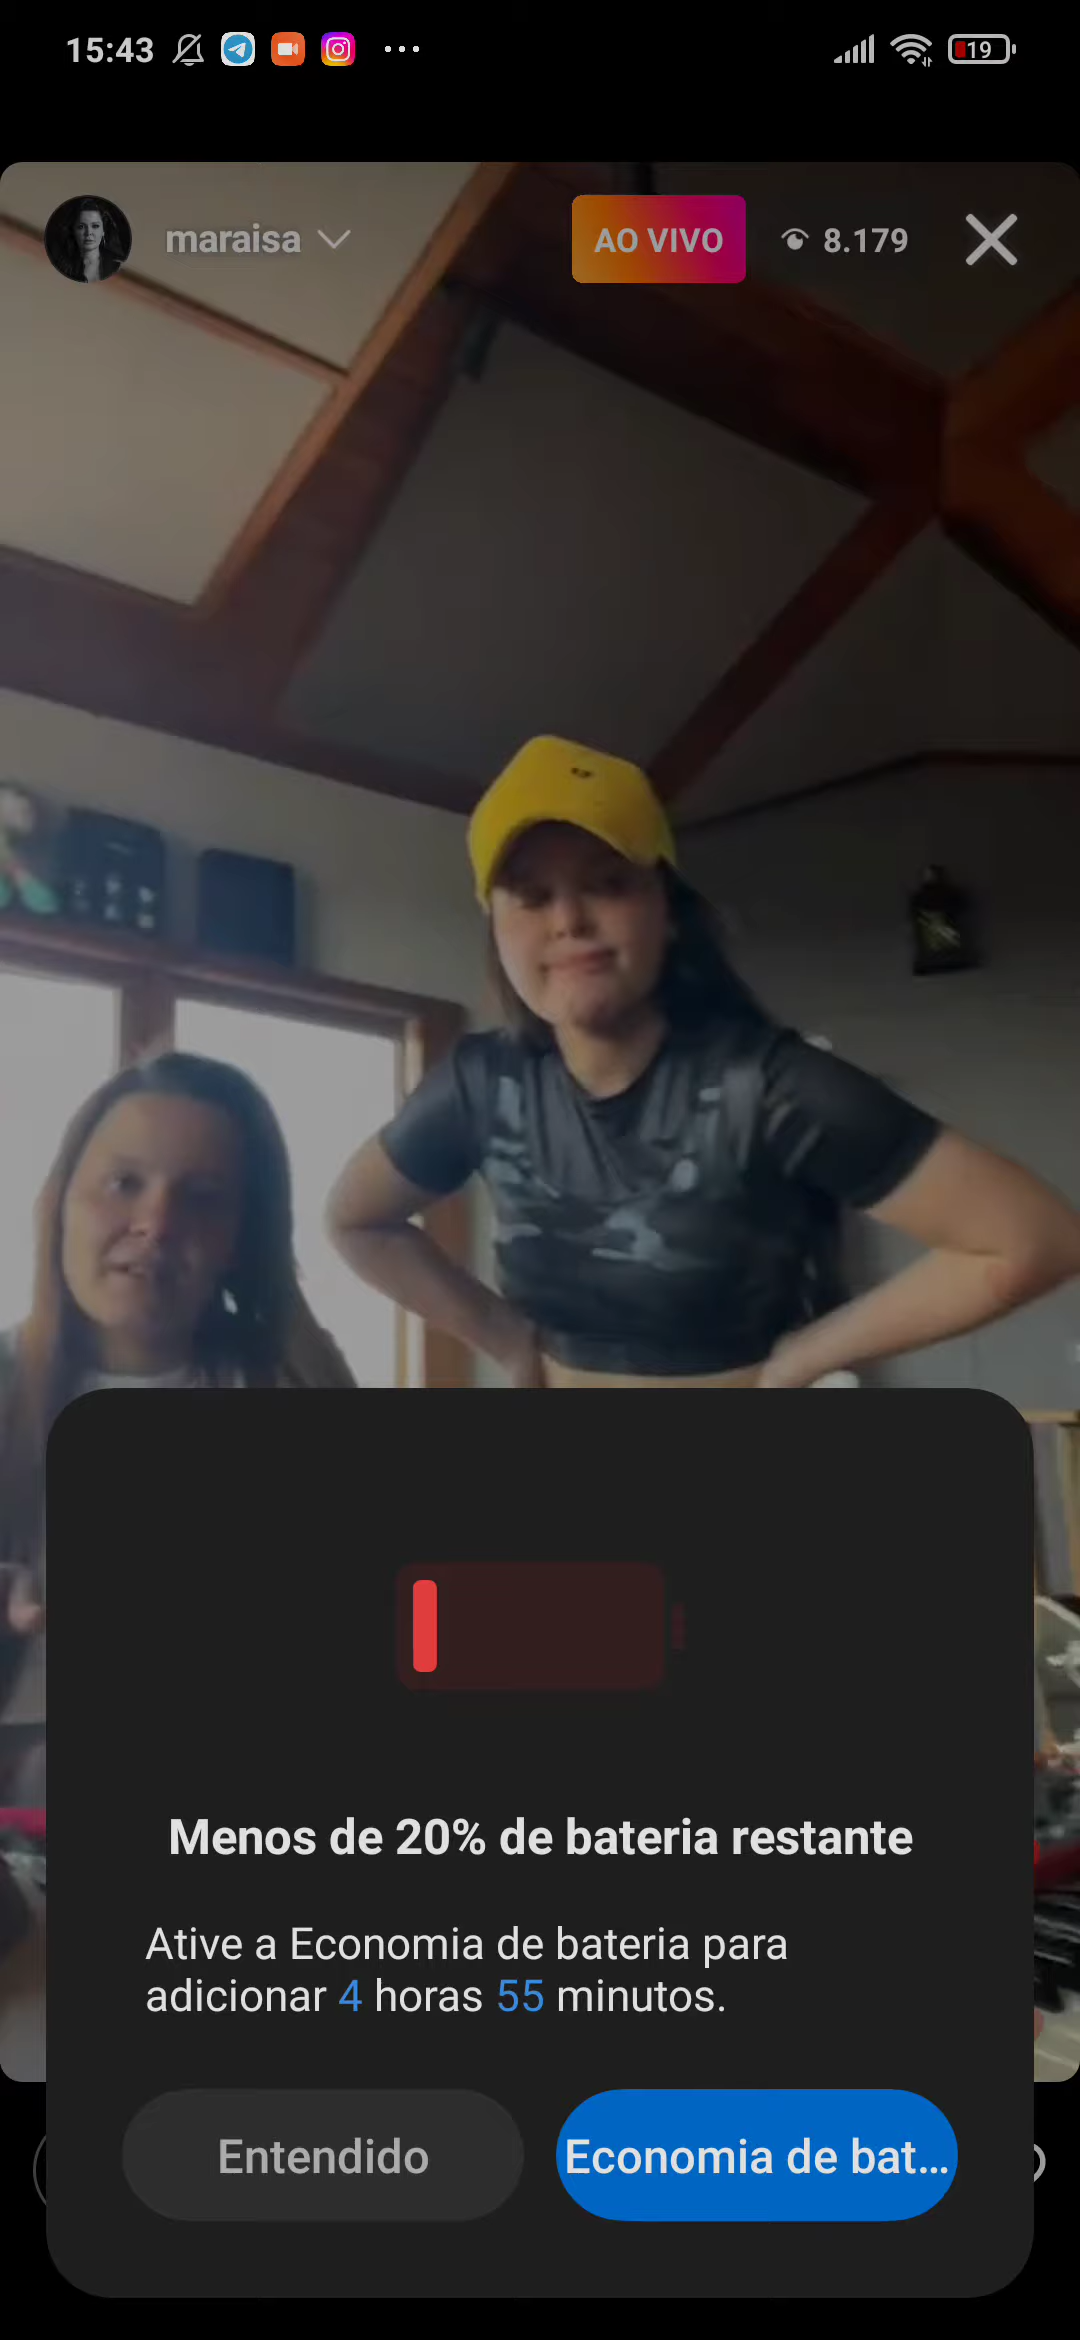 15:43
19
maraisa
AO VIVO
8.179
Menos de 20% de bateria restante
Ative a Economia de bateria para
adicionar 4 horas 55 minutos.
Entendido
Economia de bat...